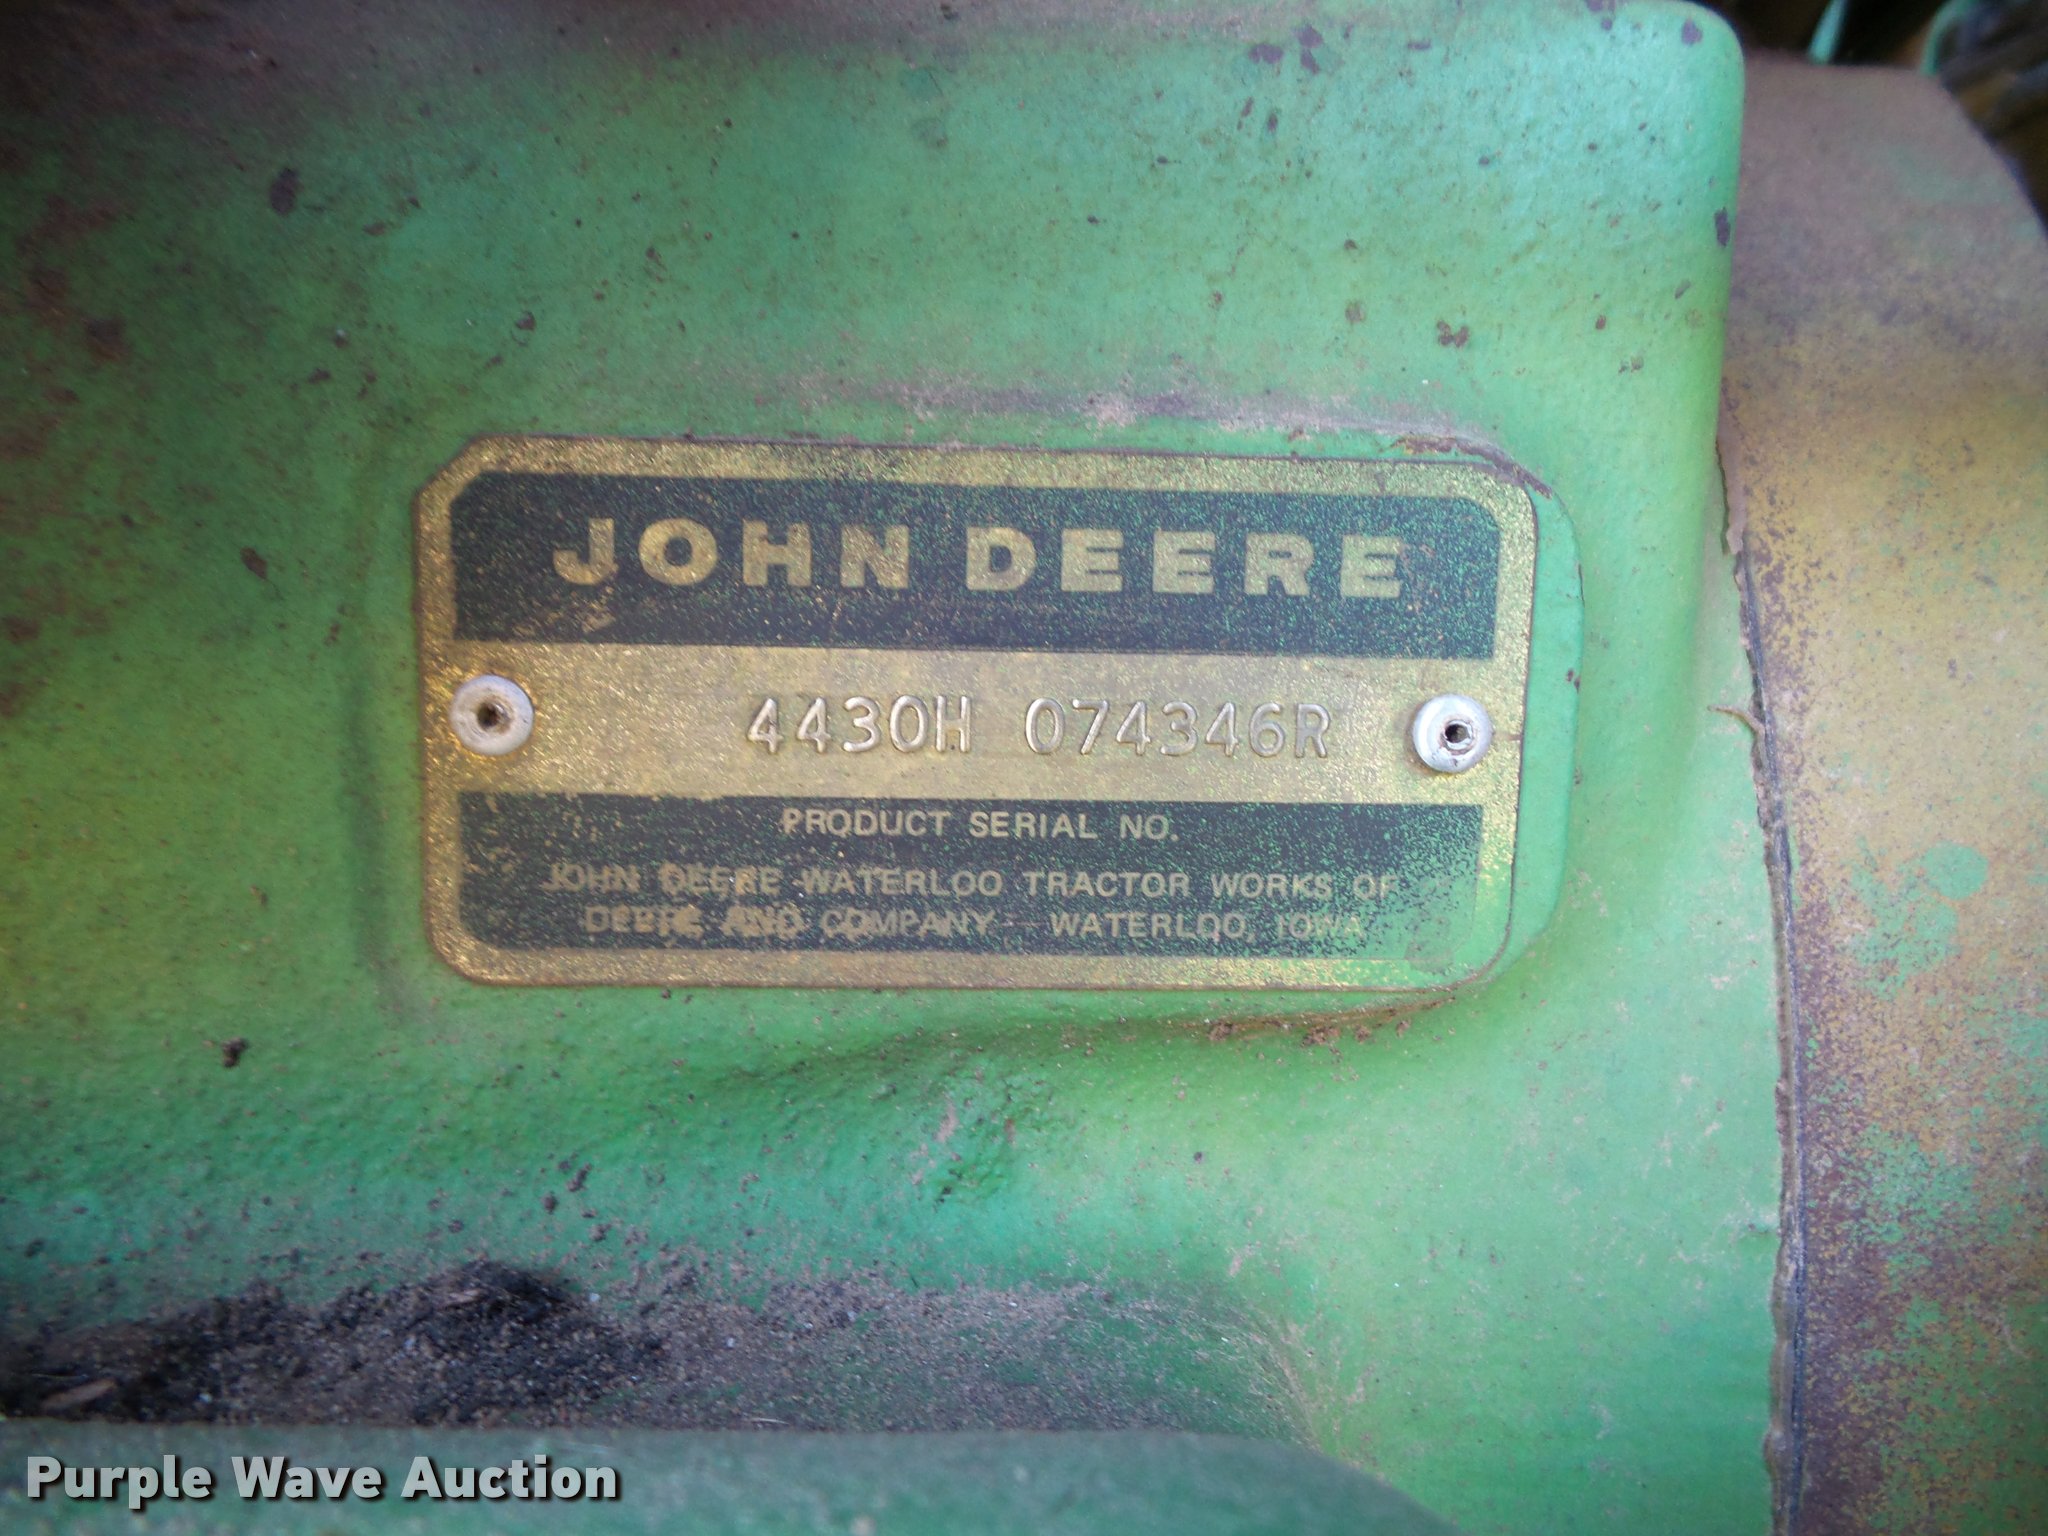 JOHN DEERE
4430H 074346R
PRODUCT SERIAL NO.
JOHN DEERE WATERLOO TRACTOR WORKS OF
DEERE AND COMPANY - WATERLOO, IOWA
Purple Wave Auction